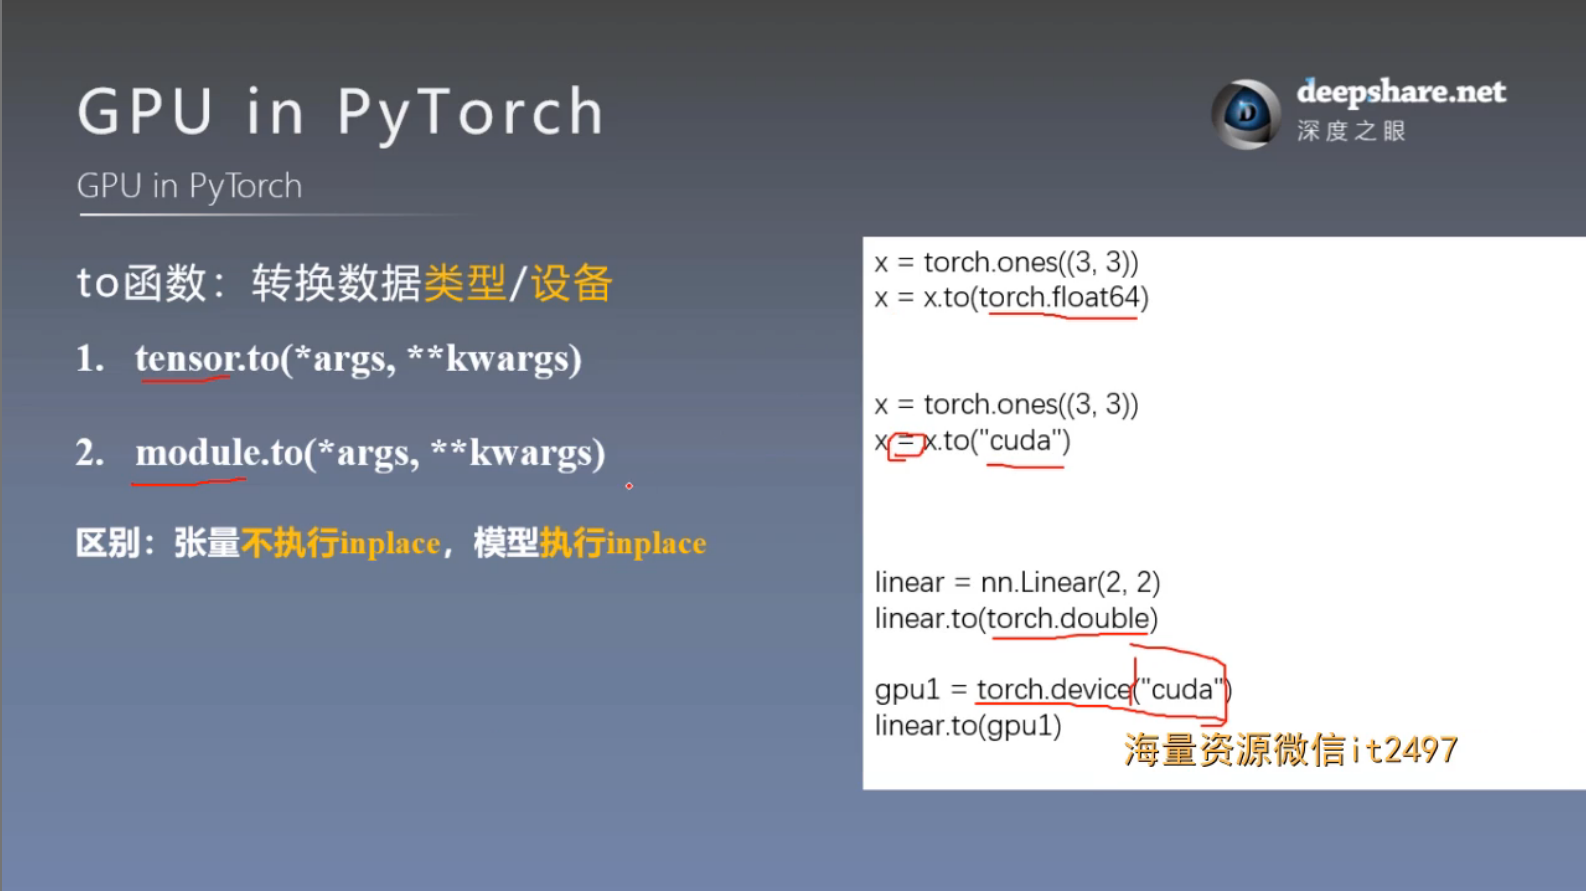 GPU in PyTorch
deepshare.net
深度之眼
GPU in PyTorch
to函数：转换数据类型/设备
1. tensor.to(*args, **kwargs)
2. module.to(*args, **kwargs)
区别：张量不执行inplace，模型执行inplace
x = torch.ones((3, 3))
x = x.to(torch.float64)
x = torch.ones((3, 3))
x = x.to("cuda")
linear = nn.Linear(2, 2)
linear.to(torch.double)
gpu1 = torch.device("cuda")
linear.to(gpu1)
海量资源微信it2497